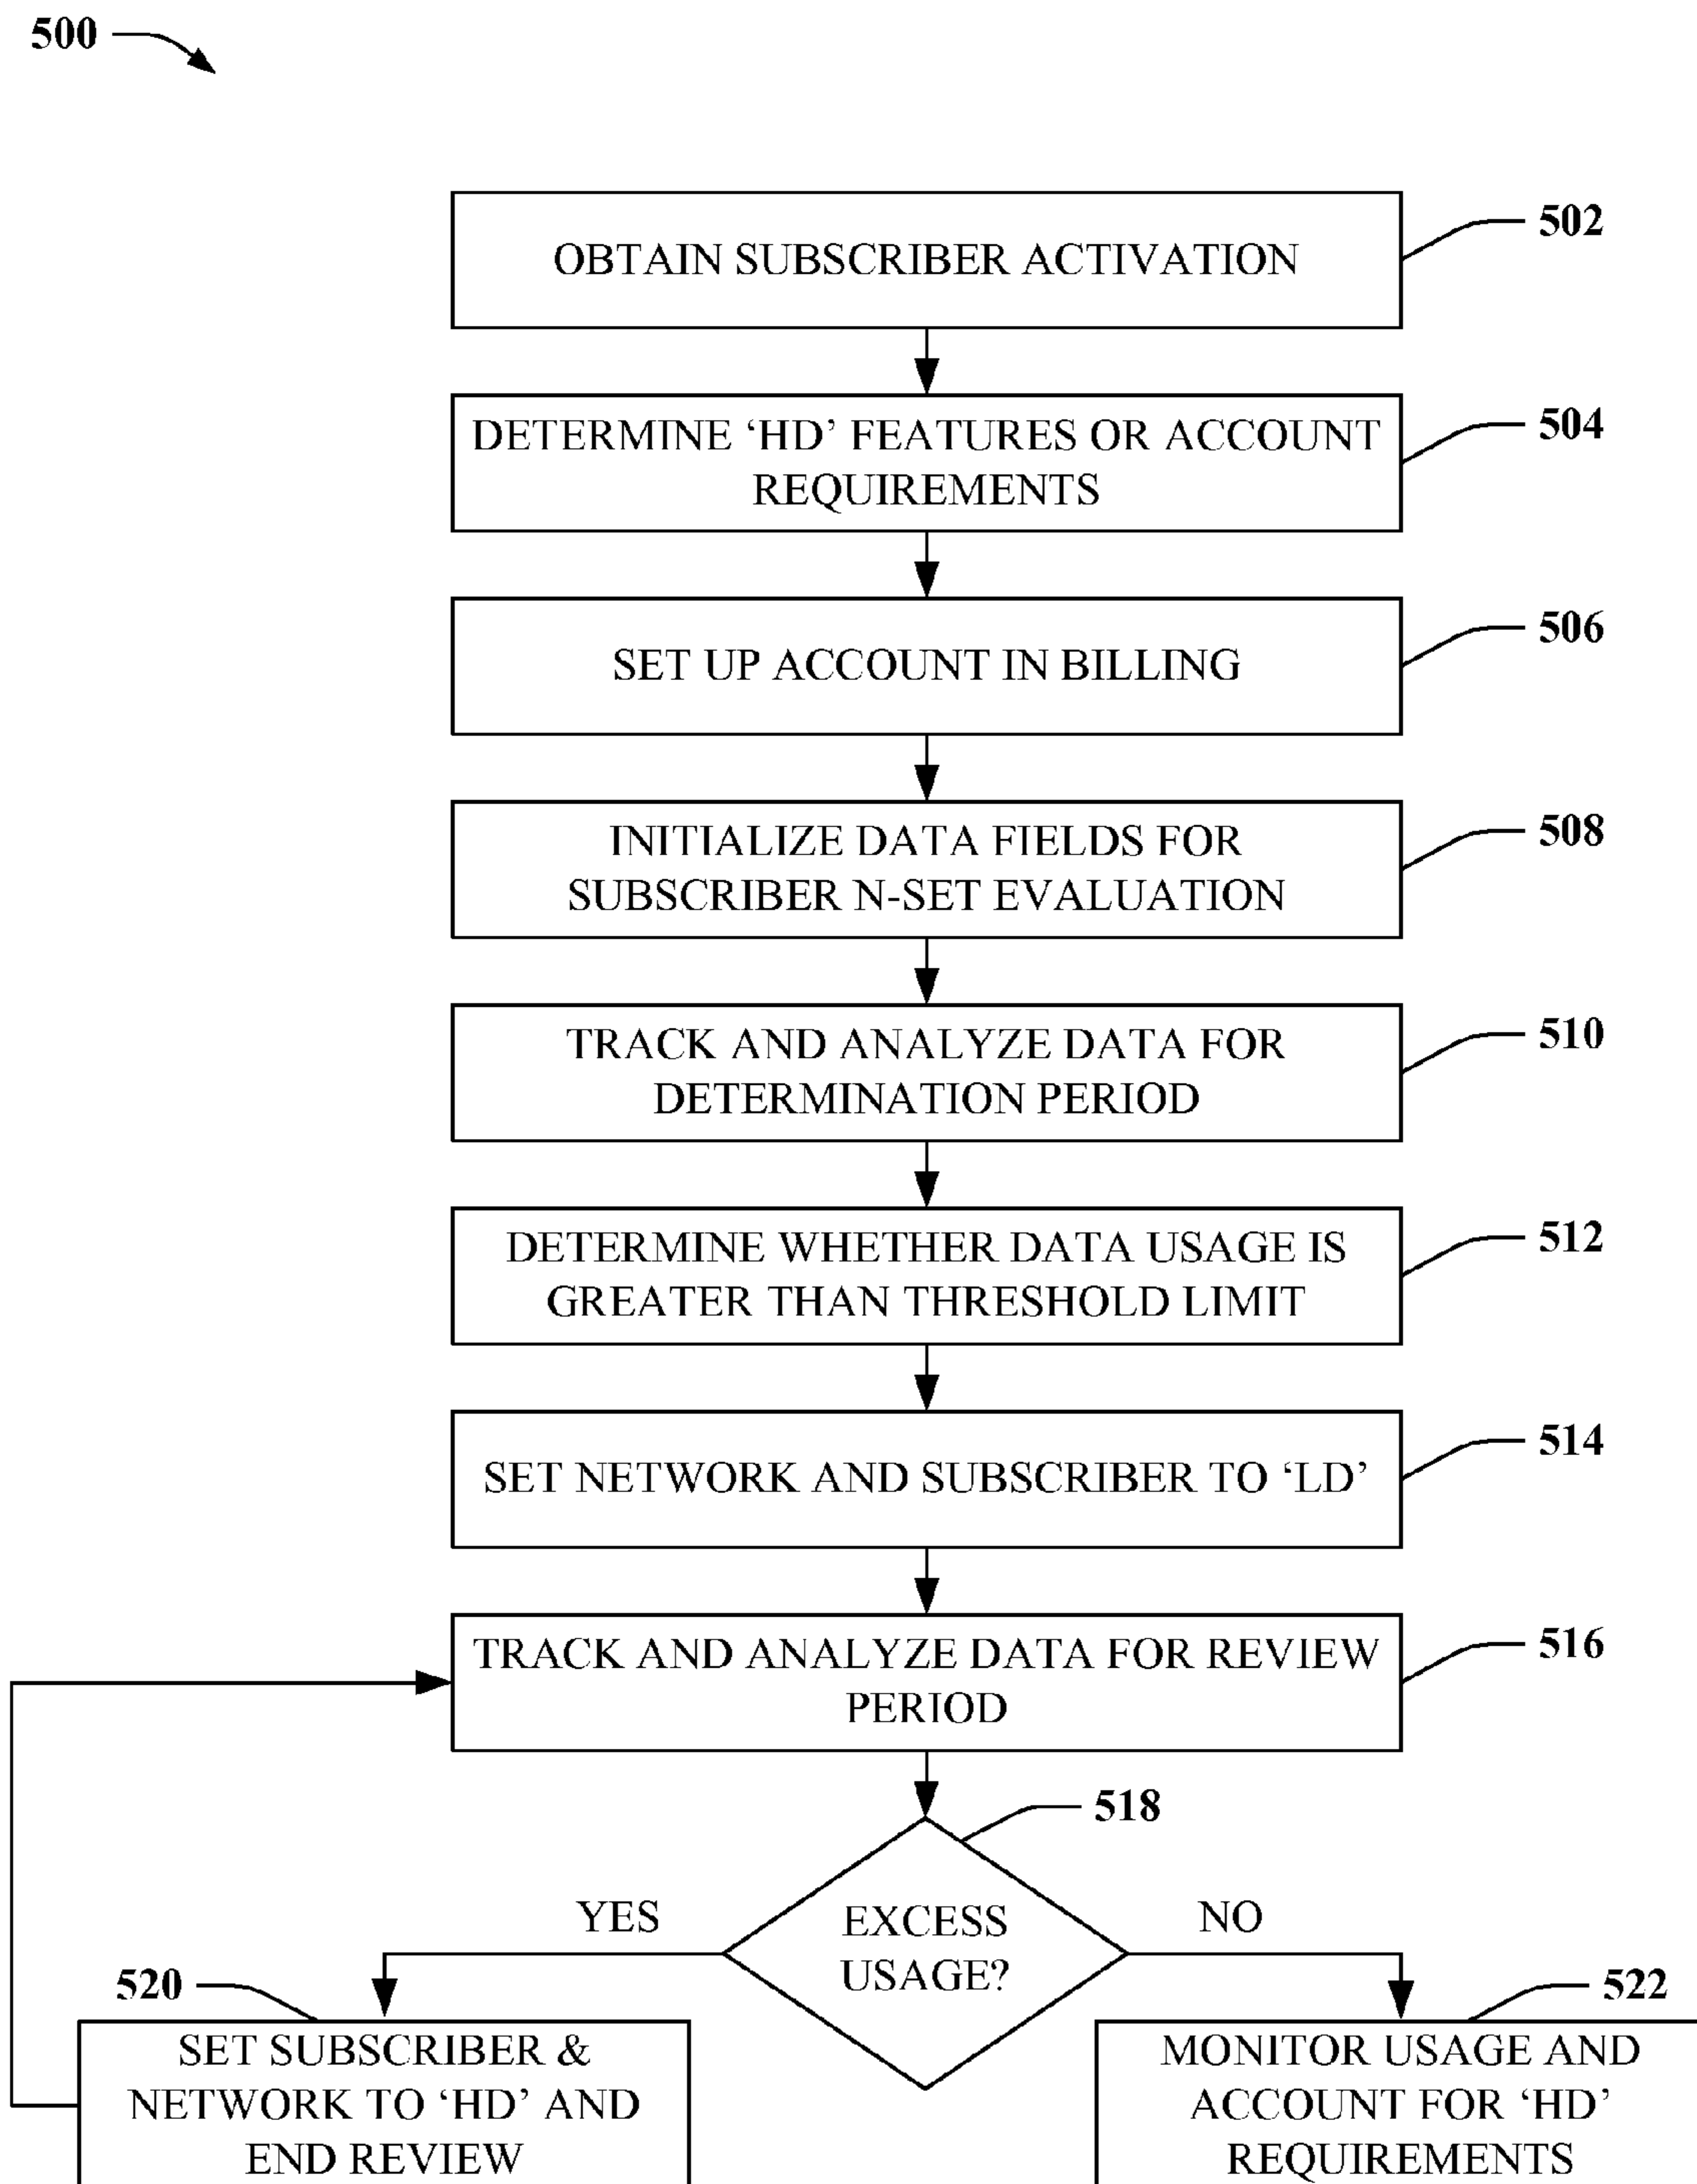 500
OBTAIN SUBSCRIBER ACTIVATION
502
DETERMINE ‘HD’ FEATURES OR ACCOUNT
REQUIREMENTS
504
SET UP ACCOUNT IN BILLING
506
INITIALIZE DATA FIELDS FOR
SUBSCRIBER N-SET EVALUATION
508
TRACK AND ANALYZE DATA FOR
DETERMINATION PERIOD
510
DETERMINE WHETHER DATA USAGE IS
GREATER THAN THRESHOLD LIMIT
512
SET NETWORK AND SUBSCRIBER TO ‘LD’
514
TRACK AND ANALYZE DATA FOR REVIEW
PERIOD
516
518
EXCESS
USAGE?
YES
NO
520
SET SUBSCRIBER &
NETWORK TO ‘HD’ AND
END REVIEW
522
MONITOR USAGE AND
ACCOUNT FOR ‘HD’
REQUIREMENTS